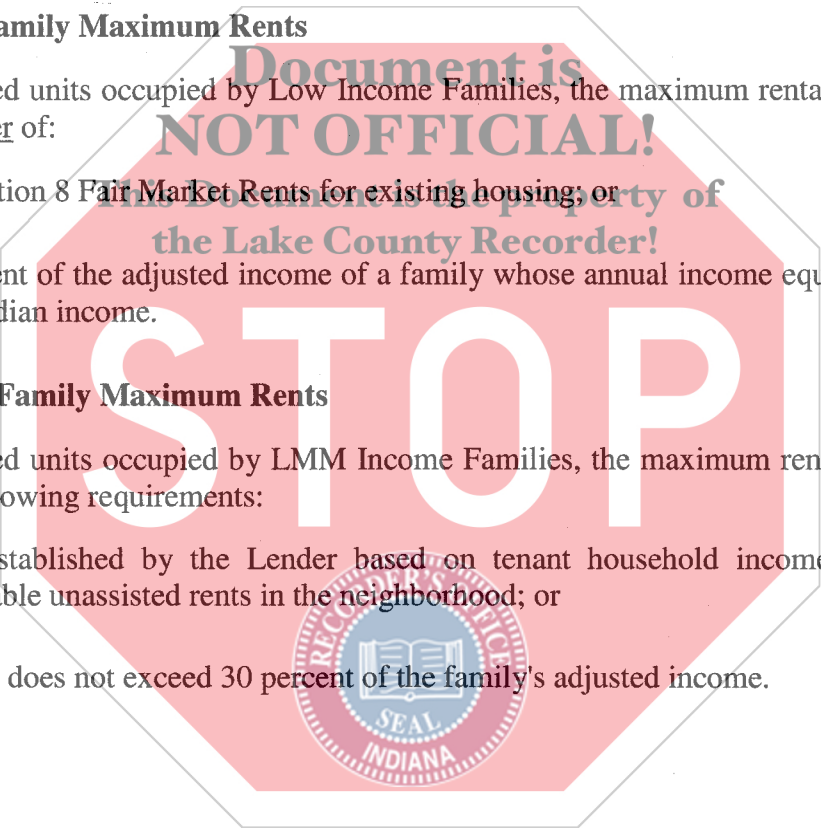 amily Maximum Rents
Document is
ed units occupied by Low Income Families, the maximum renta
er of:
NOT OFFICIAL!
tion 8 Fair Market Rents for existing housing; or
This Document is the property of
the Lake County Recorder!
ent of the adjusted income of a family whose annual income equ
dian income.
STOP
Family Maximum Rents
ed units occupied by LMM Income Families, the maximum ren
owing requirements:
stablished by the Lender based on tenant household income
ble unassisted rents in the neighborhood; or
RECORDER'S OFFICE
does not exceed 30 percent of the family's adjusted income.
SEAL
INDIANA